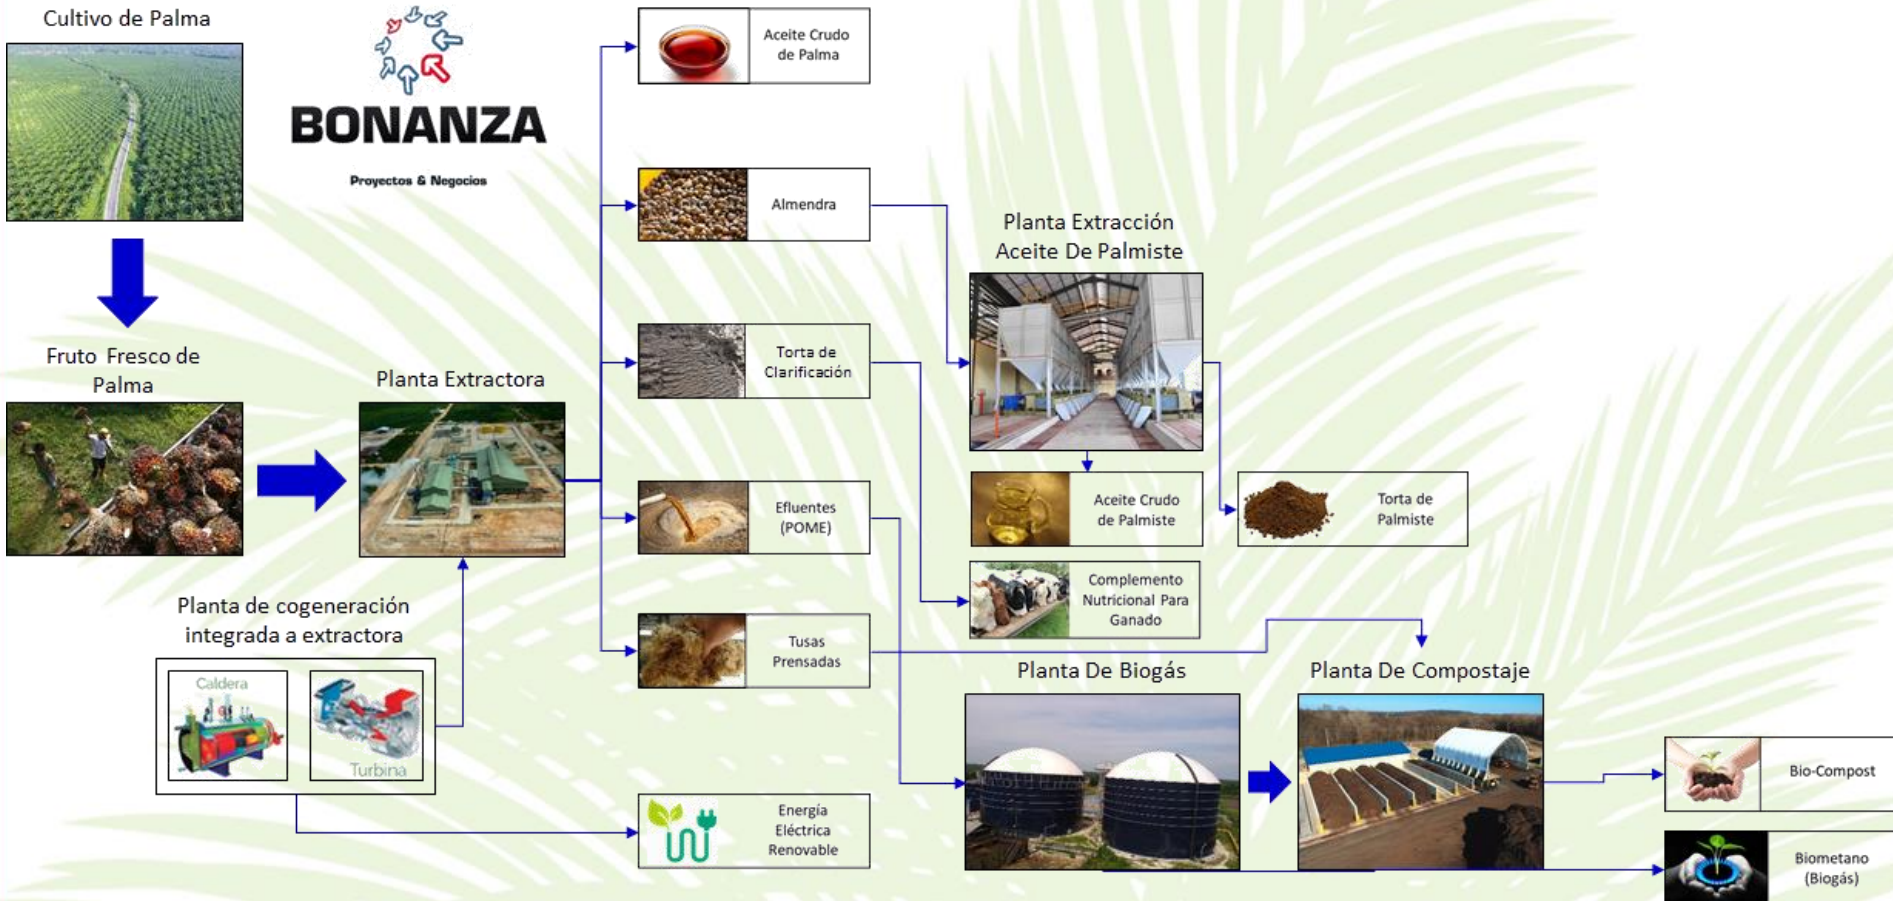 Cultivo de Palma
BONANZA
Proyectos & Negocios
Aceite Crudo
de Palma
Almendra
Planta Extracción
Aceite De Palmiste
Fruto Fresco de
Palma
Planta Extractora
Torta de
Clarificación
Efluentes
(POME)
Aceite Crudo
de Palmiste
Torta de
Palmiste
Planta de cogeneración
integrada a extractora
Caldera
Turbina
Complemento
Nutricional Para
Ganado
Tusas
Prensadas
Planta De Biogás
Planta De Compostaje
Energía
Eléctrica
Renovable
Bio-Compost
Biometano
(Biogás)